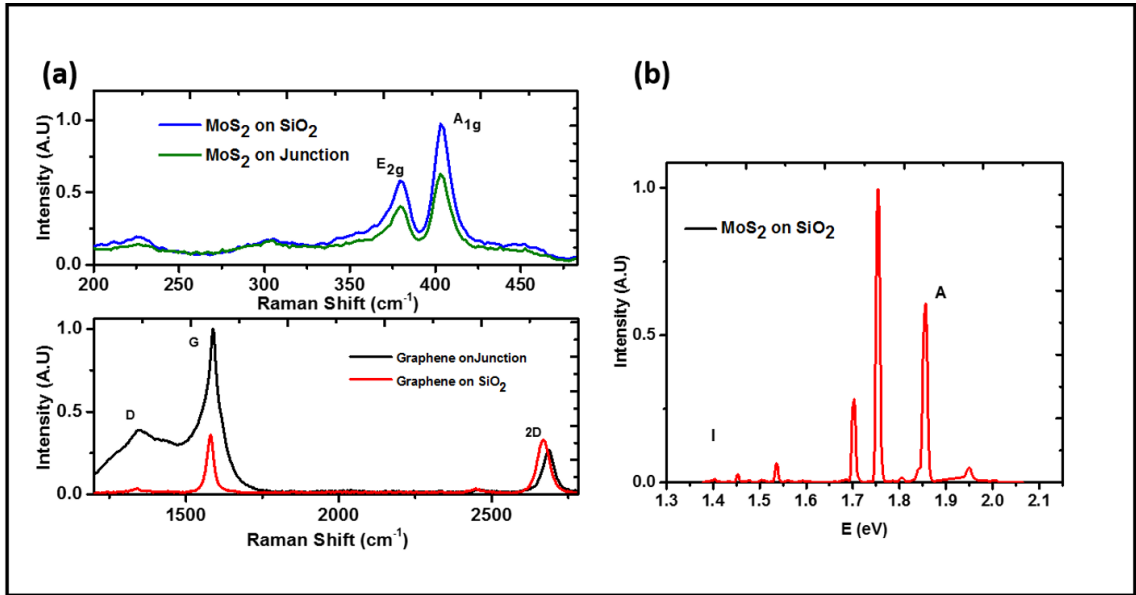 (a)
1.0
0.5
0.0
Intensity (A.U)
MoS₂ on SiO₂
MoS₂ on Junction
E₂g
A₁g
200 250 300 350 400 450
Raman Shift (cm⁻¹)
1.0
0.5
0.0
Intensity (A.U)
D
G
2D
Graphene onJunction
Graphene on SiO₂
1500 2000 2500
Raman Shift (cm⁻¹)
(b)
1.0
0.5
0.0
Intensity (A.U)
MoS₂ on SiO₂
A
I
1.3 1.4 1.5 1.6 1.7 1.8 1.9 2.0 2.1
E (eV)